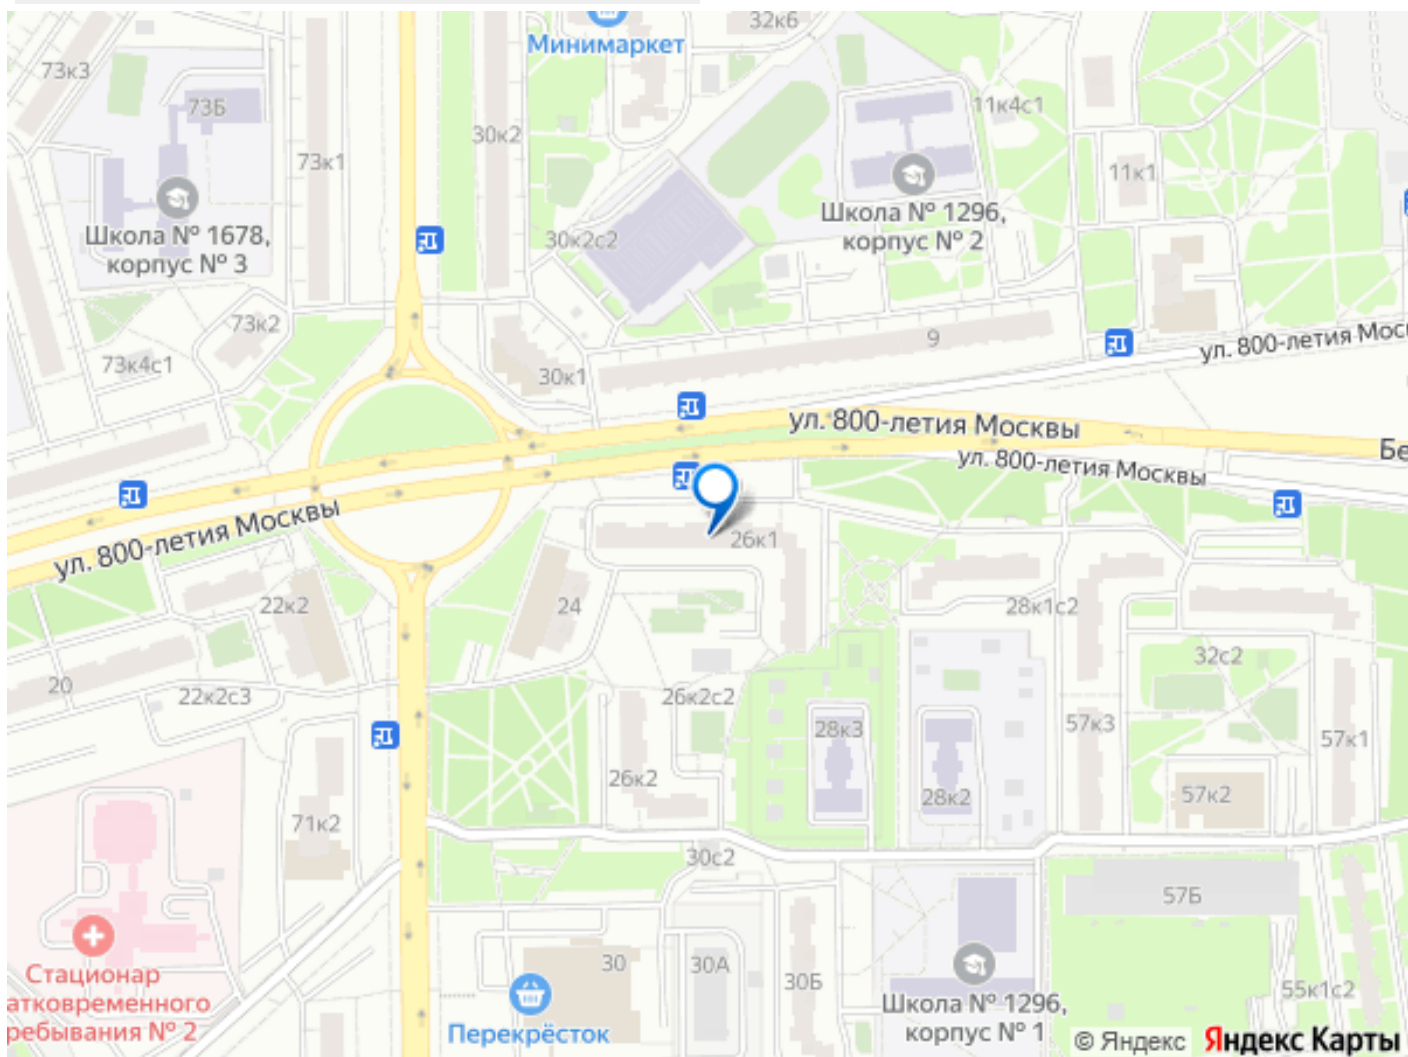 32к6
Минимаркет
73к3
73Б
11к4с1
30к2
73к1
11к1
Школа № 1678,
корпус № 3
Школа № 1296,
корпус № 2
30к2с2
73к2
9
73к4с1
30к1
ул. 800-летия Мос
ул. 800-летия Москвы
Бе
ул. 800-летия Москвы
ул. 800-летия Москвы
26к1
22к2
24
28к1с2
20
22к2с3
26к2с2
32с2
28к3
57к3
57к1
26к2
28к2
57к2
71к2
30с2
57Б
Стационар
атковременного
ребывания № 2
30
30А
30Б
Перекрёсток
Школа № 1296,
корпус № 1
55к1с2
© Яндекс Яндекс Карты